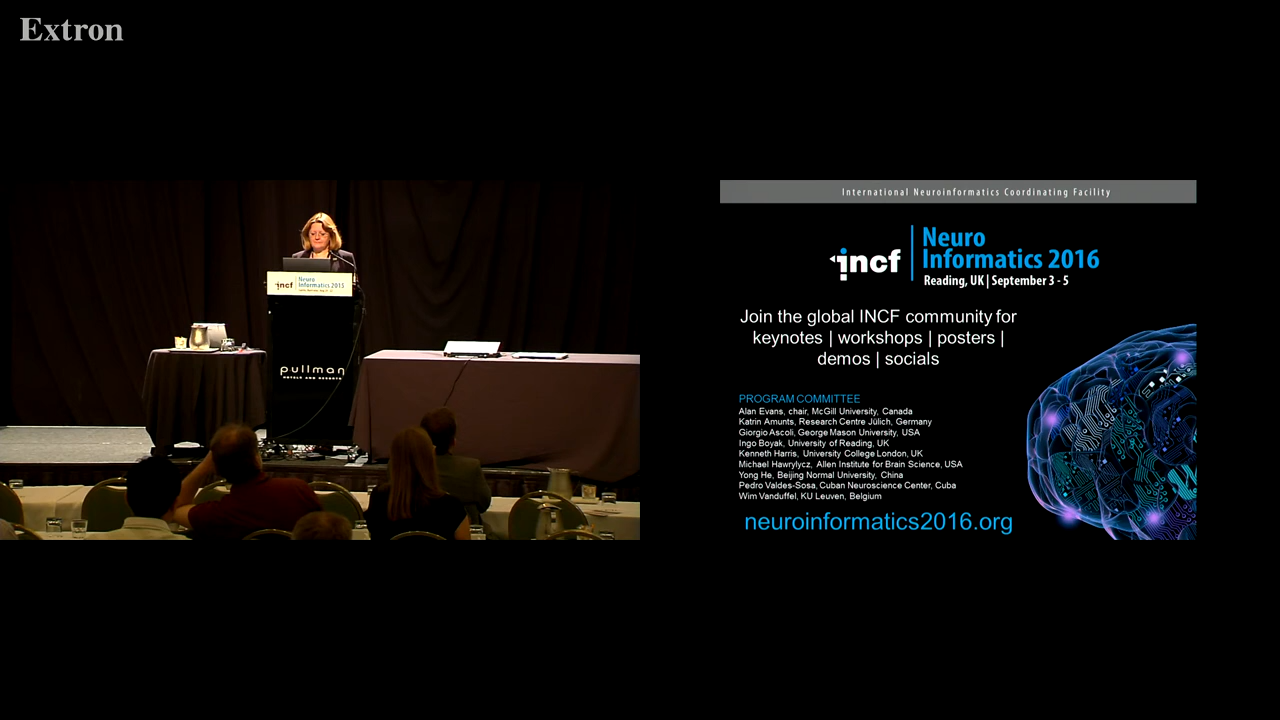 Extron
incf
Neuro
Informatics 2015
pullman
HOTELS AND RESORTS
International Neuroinformatics Coordinating Facility
incf
Neuro
Informatics 2016
Reading, UK | September 3 - 5
Join the global INCF community for
keynotes | workshops | posters |
demos | socials
PROGRAM COMMITTEE
Alan Evans, chair, McGill University, Canada
Katrin Amunts, Research Centre Jülich, Germany
Giorgio Ascoli, George Mason University, USA
Ingo Boyak, University of Reading, UK
Kenneth Harris, University College London, UK
Michael Hawrylycz, Allen Institute for Brain Science, USA
Yong He, Beijing Normal University, China
Pedro Valdes-Sosa, Cuban Neuroscience Center, Cuba
Wim Vanduffel, KU Leuven, Belgium
neuroinformatics2016.org